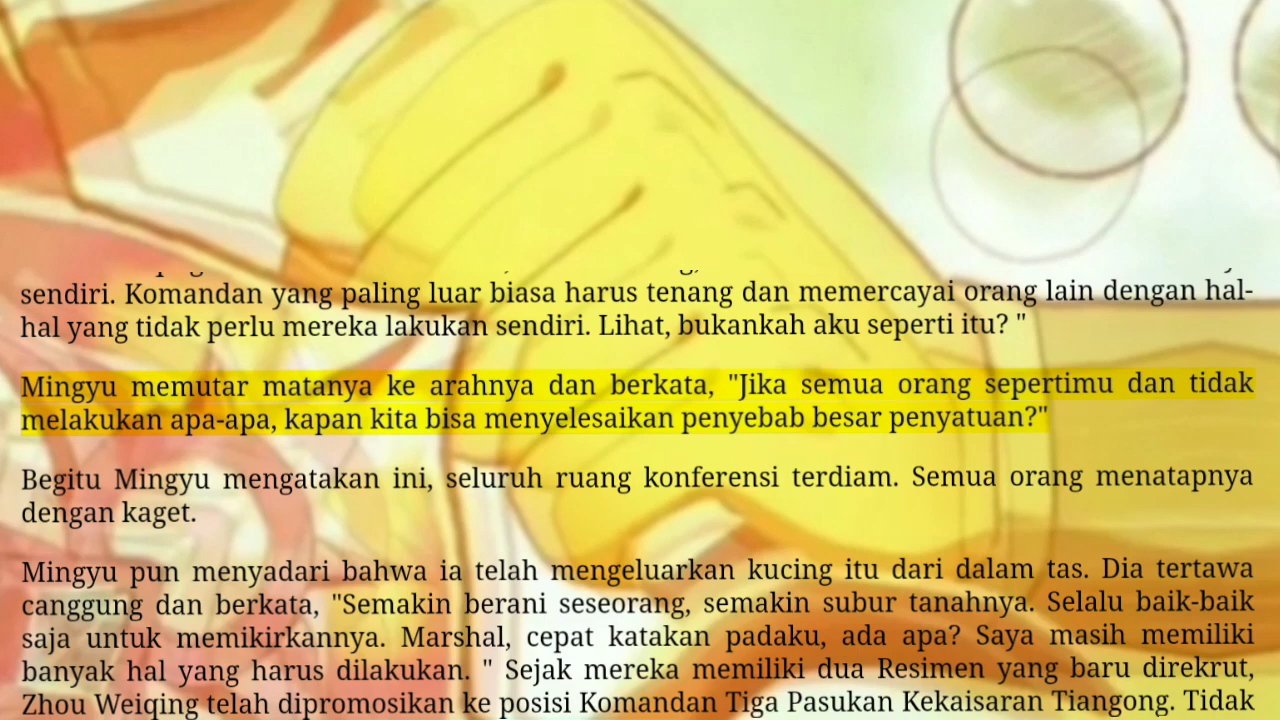 sendiri. Komandan yang paling luar biasa harus tenang dan memercayai orang lain dengan hal-
hal yang tidak perlu mereka lakukan sendiri. Lihat, bukankah aku seperti itu? "
Mingyu memutar matanya ke arahnya dan berkata, "Jika semua orang sepertimu dan tidak
melakukan apa-apa, kapan kita bisa menyelesaikan penyebab besar penyatuan?"
Begitu Mingyu mengatakan ini, seluruh ruang konferensi terdiam. Semua orang menatapnya
dengan kaget.
Mingyu pun menyadari bahwa ia telah mengeluarkan kucing itu dari dalam tas. Dia tertawa
canggung dan berkata, "Semakin berani seseorang, semakin subur tanahnya. Selalu baik-baik
saja untuk memikirkannya. Marshal, cepat katakan padaku, ada apa? Saya masih memiliki
banyak hal yang harus dilakukan. " Sejak mereka memiliki dua Resimen yang baru direkrut,
Zhou Weiqing telah dipromosikan ke posisi Komandan Tiga Pasukan Kekaisaran Tiangong. Tidak